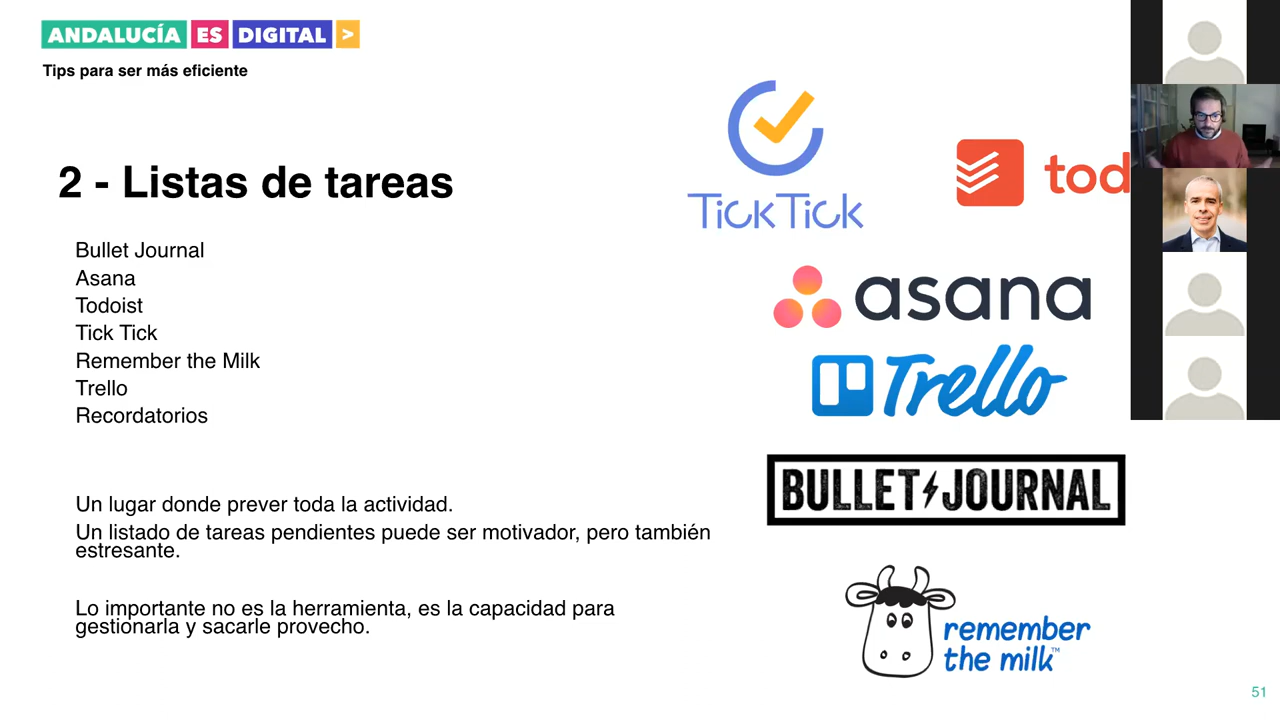 ANDALUCÍA ES DIGITAL >
Tips para ser más eficiente
2 - Listas de tareas
Bullet Journal
Asana
Todoist
Tick Tick
Remember the Milk
Trello
Recordatorios
Un lugar donde prever toda la actividad.
Un listado de tareas pendientes puede ser motivador, pero también
estresante.
Lo importante no es la herramienta, es la capacidad para
gestionarla y sacarle provecho.
TickTick
tod
asana
Trello
BULLET JOURNAL
remember
the milk™
51